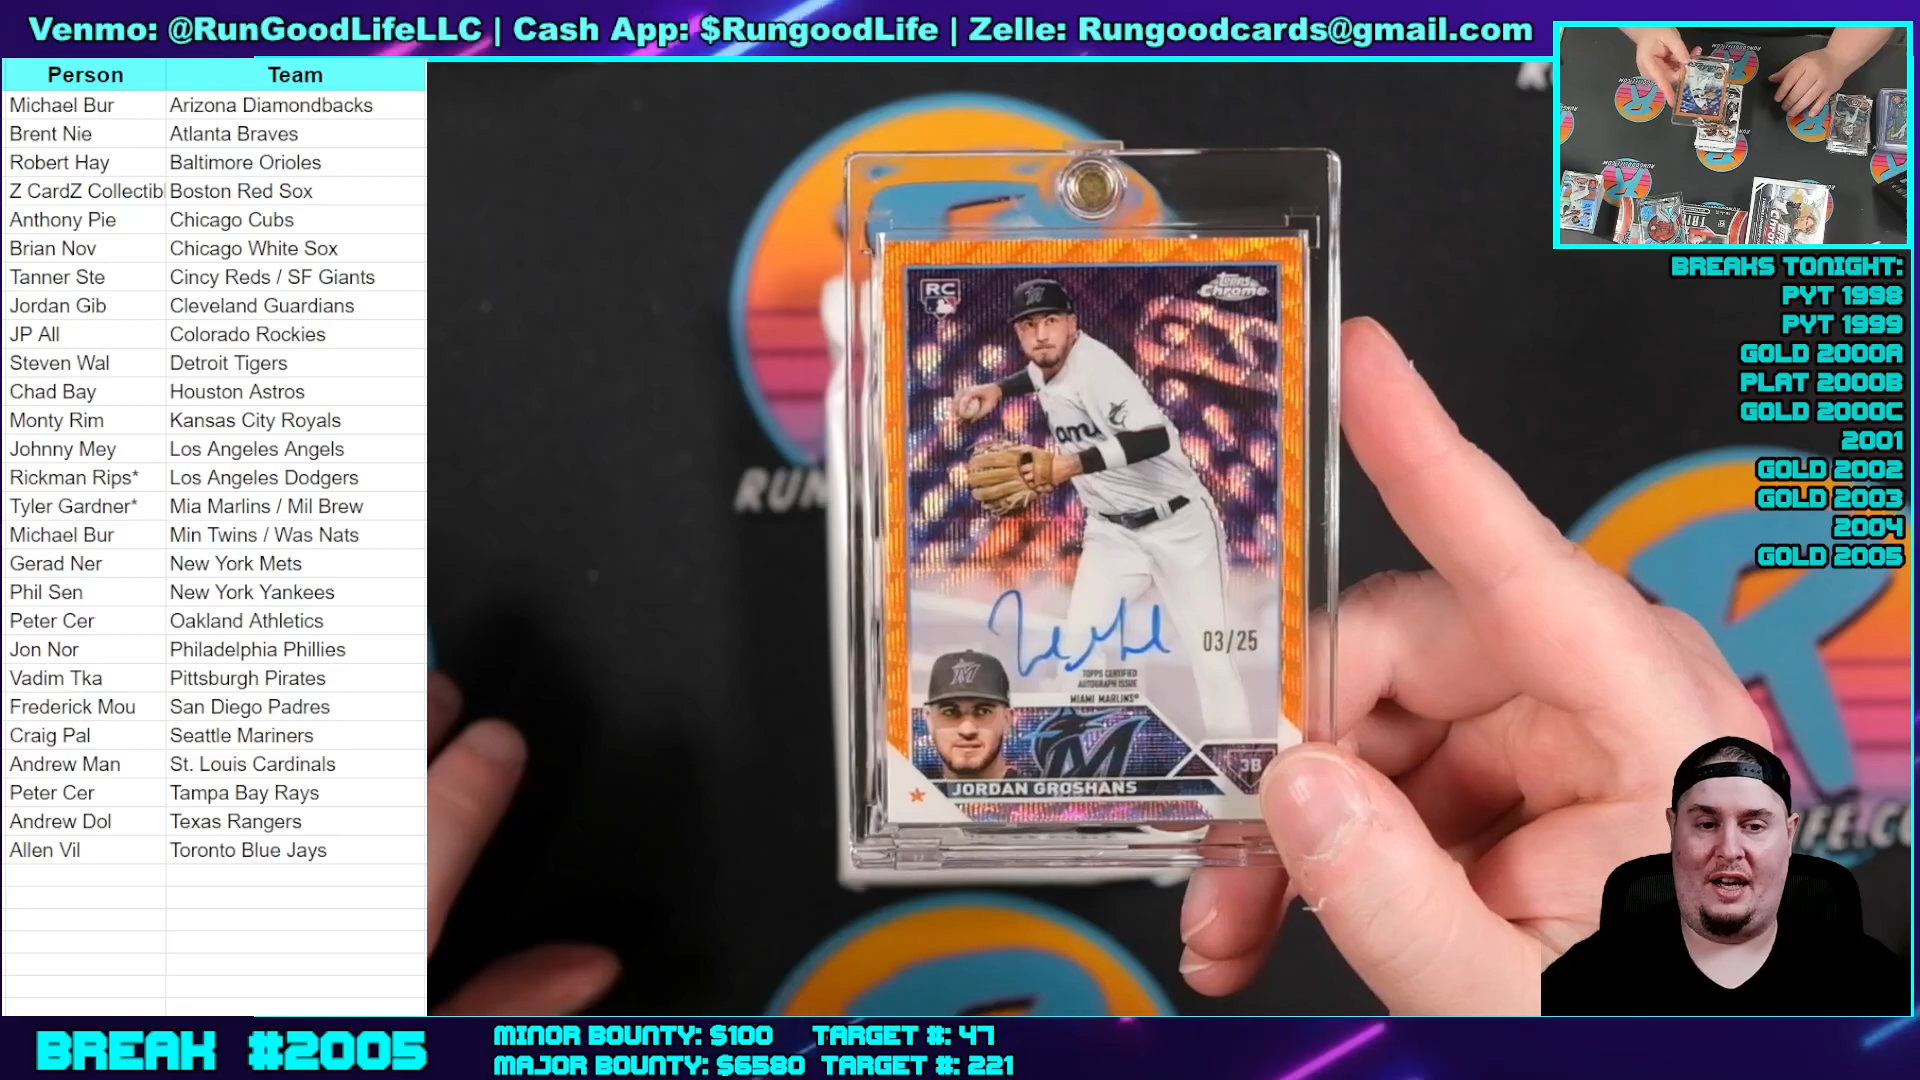 Venmo: @RunGoodLifeLLC | Cash App: $RungoodLife | Zelle: Rungoodcards@gmail.com
Person Team
Michael Bur Arizona Diamondbacks
Brent Nie Atlanta Braves
Robert Hay Baltimore Orioles
Z CardZ Collectibl Boston Red Sox
Anthony Pie Chicago Cubs
Brian Nov Chicago White Sox
Tanner Ste Cincy Reds / SF Giants
Jordan Gib Cleveland Guardians
JP All Colorado Rockies
Steven Wal Detroit Tigers
Chad Bay Houston Astros
Monty Rim Kansas City Royals
Johnny Mey Los Angeles Angels
Rickman Rips* Los Angeles Dodgers
Tyler Gardner* Mia Marlins / Mil Brew
Michael Bur Min Twins / Was Nats
Gerad Ner New York Mets
Phil Sen New York Yankees
Peter Cer Oakland Athletics
Jon Nor Philadelphia Phillies
Vadim Tka Pittsburgh Pirates
Frederick Mou San Diego Padres
Craig Pal Seattle Mariners
Andrew Man St. Louis Cardinals
Peter Cer Tampa Bay Rays
Andrew Dol Texas Rangers
Allen Vil Toronto Blue Jays
RC
Topps Chrome
RUN
03/25
TOPPS CERTIFIED
AUTOGRAPH ISSUE
MIAMI MARLINS
M
3B
JORDAN GROSHANS
BREAKS TONIGHT:
PYT 1998
PYT 1999
GOLD 2000A
PLAT 2000B
GOLD 2000C
2001
GOLD 2002
GOLD 2003
2004
GOLD 2005
BREAK #2005
MINOR BOUNTY: $100 TARGET #: 47
MAJOR BOUNTY: $6580 TARGET #: 221